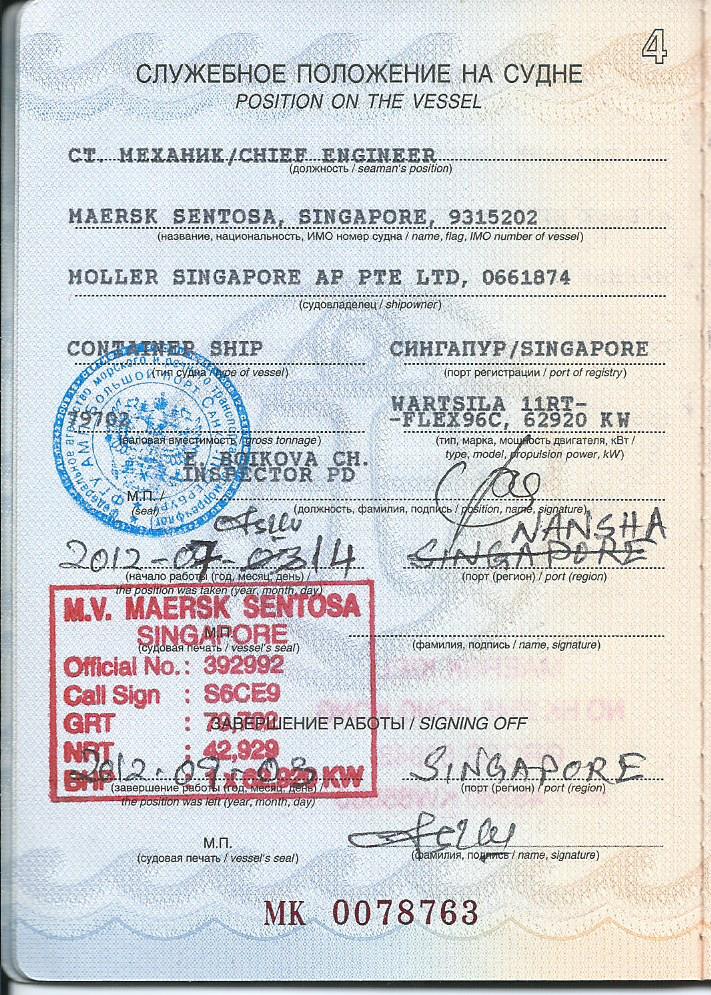 4
СЛУЖЕБНОЕ ПОЛОЖЕНИЕ НА СУДНЕ
POSITION ON THE VESSEL
СТ. МЕХАНИК/CHIEF ENGINEER
(должность / seaman's position)
MAERSK SENTOSA, SINGAPORE, 9315202
(название, национальность, ИМО номер судна / name, flag, IMO number of vessel)
MOLLER SINGAPORE AP PTE LTD, 0661874
(судовладелец / shipowner)
CONTAINER SHIP СИНГАПУР/SINGAPORE
(тип судна / type of vessel) (порт регистрации / port of registry)
WARTSILA 11RT-
79702 -FLEX96C, 62920 KW
(валовая вместимость / gross tonnage) (тип, марка, мощность двигателя, кВт /
type, model, propulsion power, kW)
E. BOIKOVA CH.
INSPECTOR PD
М.П. /
(seal) (должность, фамилия, подпись / position, name, signature)
NANSHA
2012-07- 14 SINGAPORE
(начало работы (год, месяц, день) / (порт (регион) / port (region)
the position was taken (year, month, day)
M.V. MAERSK SENTOSA
SINGAPORE
М.П.
(судовая печать / vessel's seal) (фамилия, подпись / name, signature)
Official No. : 392992
Call Sign : S6CE9
GRT : 79,702
ЗАВЕРШЕНИЕ РАБОТЫ / SIGNING OFF
NRT : 42,929
BHP : 1 x 62920 KW
2012-09-03 SINGAPORE
(завершение работы (год, месяц, день) / (порт (регион) / port (region)
the position was left (year, month, day)
М.П.
(судовая печать / vessel's seal) (фамилия, подпись / name, signature)
МК 0078763